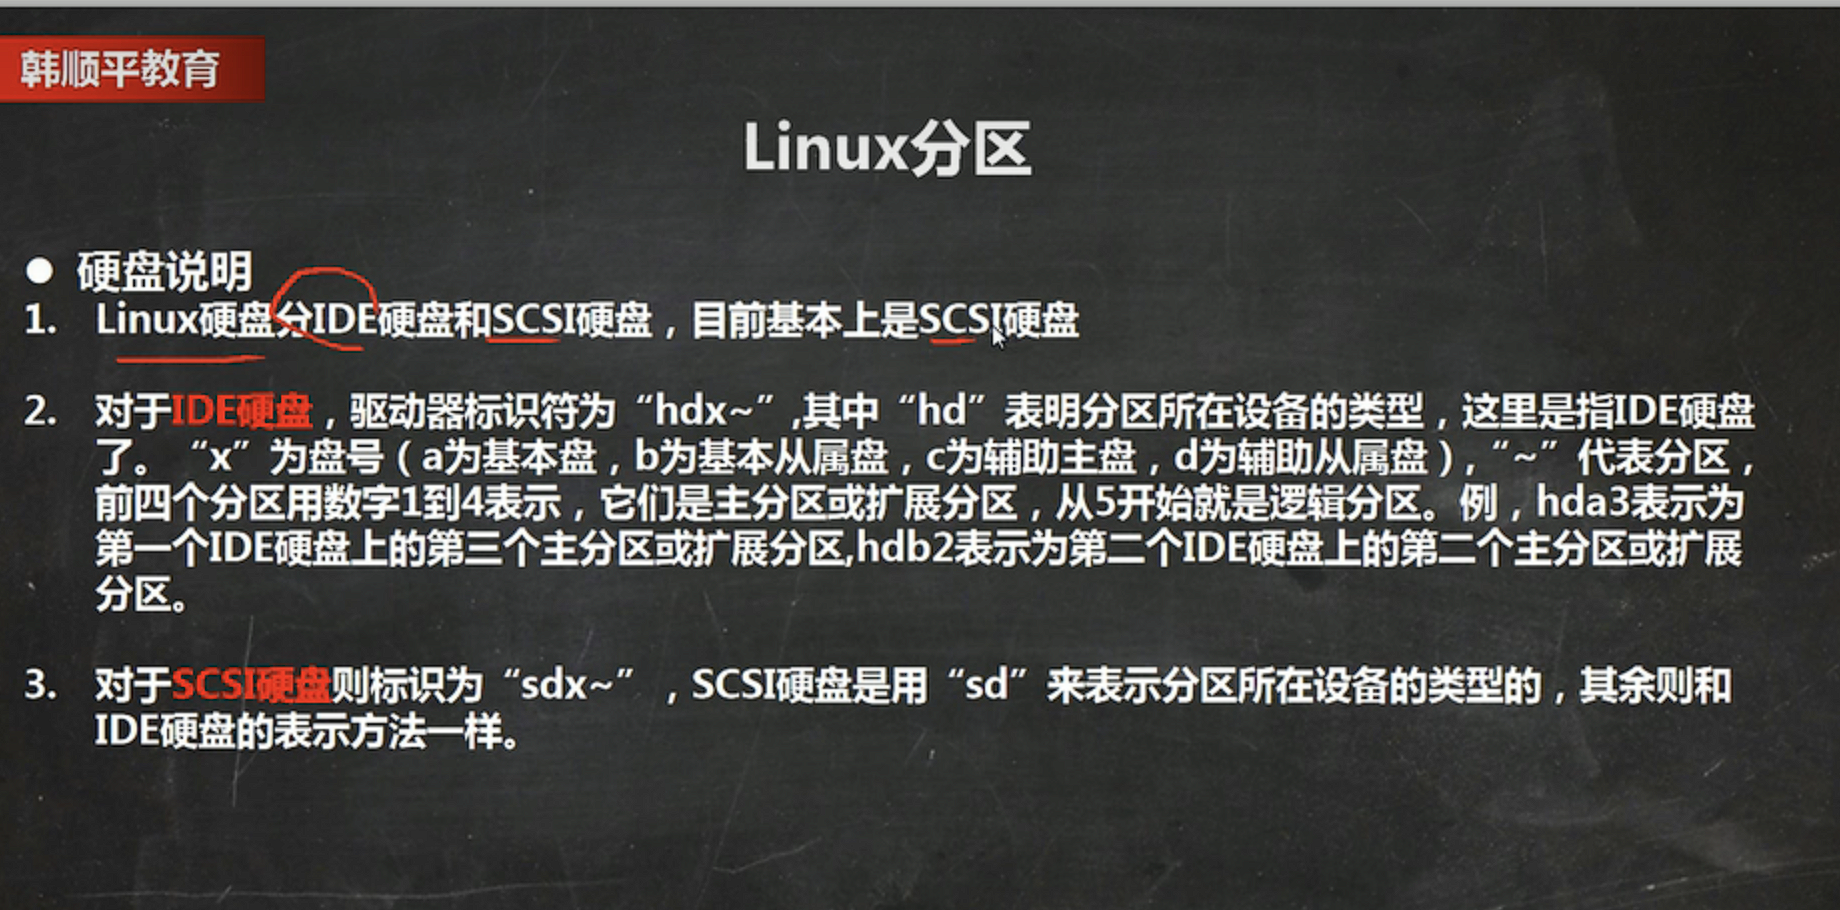 韩顺平教育
Linux分区
● 硬盘说明
1. Linux硬盘分IDE硬盘和SCSI硬盘，目前基本上是SCSI硬盘
2. 对于IDE硬盘，驱动器标识符为“hdx~”,其中“hd”表明分区所在设备的类型，这里是指IDE硬盘
了。“x”为盘号（a为基本盘，b为基本从属盘，c为辅助主盘，d为辅助从属盘）,“~”代表分区，
前四个分区用数字1到4表示，它们是主分区或扩展分区，从5开始就是逻辑分区。例，hda3表示为
第一个IDE硬盘上的第三个主分区或扩展分区,hdb2表示为第二个IDE硬盘上的第二个主分区或扩展
分区。
3. 对于SCSI硬盘则标识为“sdx~”，SCSI硬盘是用“sd”来表示分区所在设备的类型的，其余则和
IDE硬盘的表示方法一样。